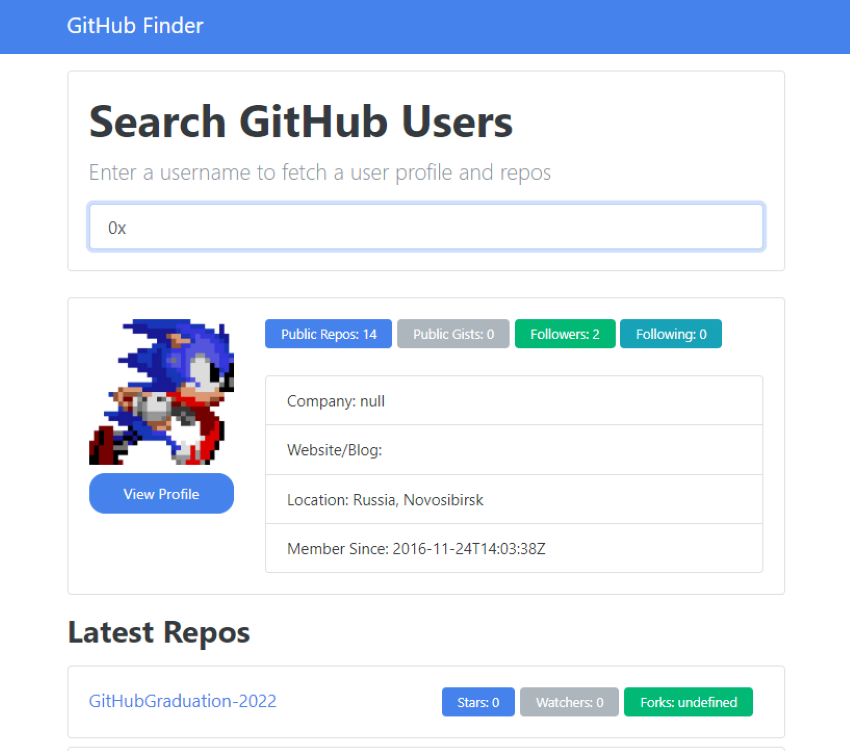 GitHub Finder
Search GitHub Users
Enter a username to fetch a user profile and repos
0x
Public Repos: 14 Public Gists: 0 Followers: 2 Following: 0
Company: null
Website/Blog:
Location: Russia, Novosibirsk
Member Since: 2016-11-24T14:03:38Z
View Profile
Latest Repos
GitHubGraduation-2022 Stars: 0 Watchers: 0 Forks: undefined